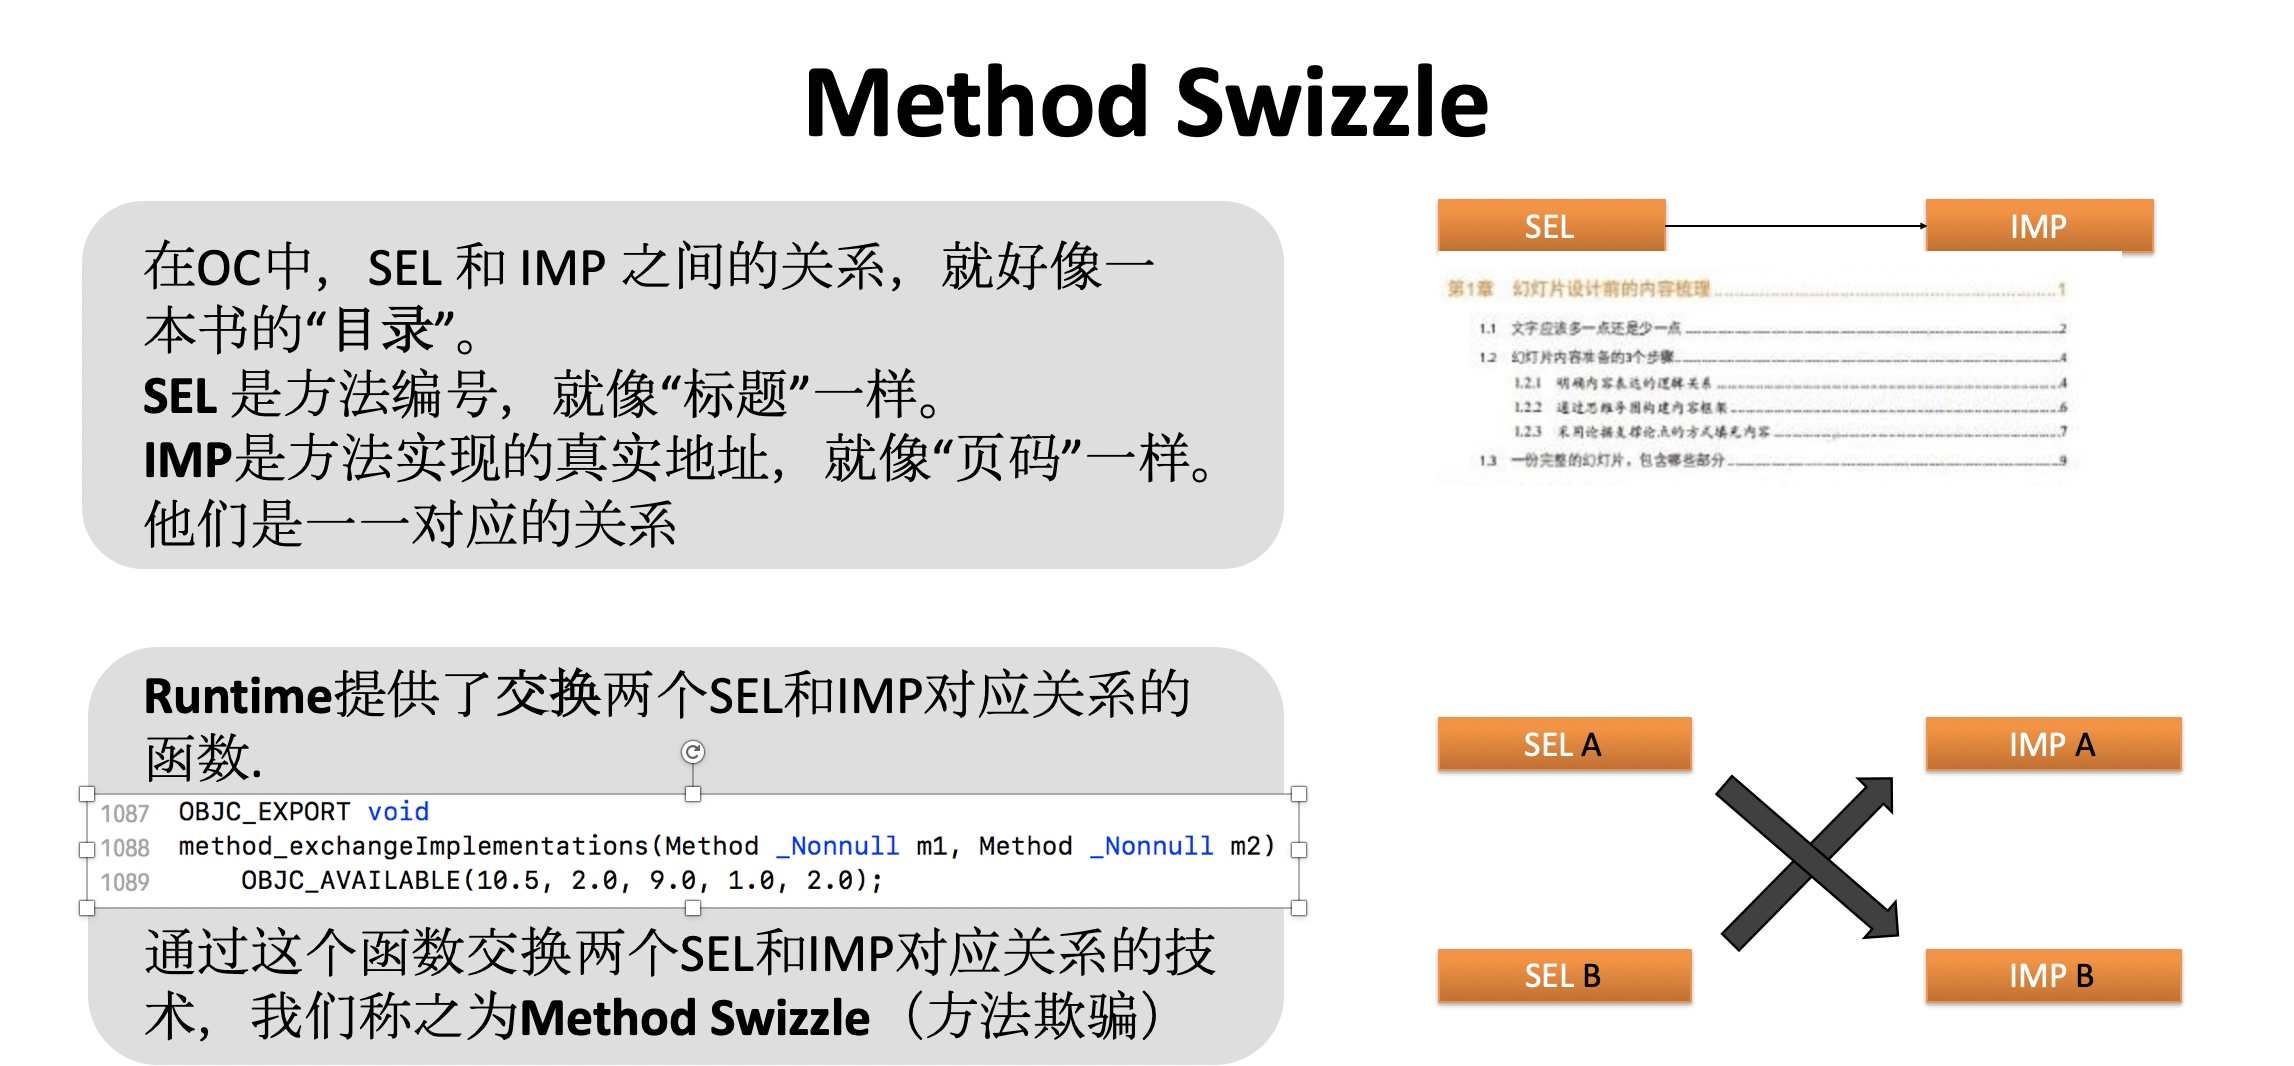 Method Swizzle
在OC中，SEL 和 IMP 之间的关系，就好像一
本书的“目录”。
SEL 是方法编号，就像“标题”一样。
IMP是方法实现的真实地址，就像“页码”一样。
他们是一一对应的关系
SEL
IMP
第1章 幻灯片设计前的内容梳理 1
1.1 文字应该多一点还是少一点 2
1.2 幻灯片内容准备的3个步骤 4
1.2.1 明确内容表达的逻辑关系 4
1.2.2 通过思维导图构建内容框架 6
1.2.3 采用论据支撑论点的方式填充内容 7
1.3 一份完整的幻灯片，包含哪些部分 9
Runtime提供了交换两个SEL和IMP对应关系的
函数.
1087 OBJC_EXPORT void
1088 method_exchangeImplementations(Method _Nonnull m1, Method _Nonnull m2)
1089 OBJC_AVAILABLE(10.5, 2.0, 9.0, 1.0, 2.0);
通过这个函数交换两个SEL和IMP对应关系的技
术，我们称之为Method Swizzle（方法欺骗）
SEL A
IMP A
SEL B
IMP B